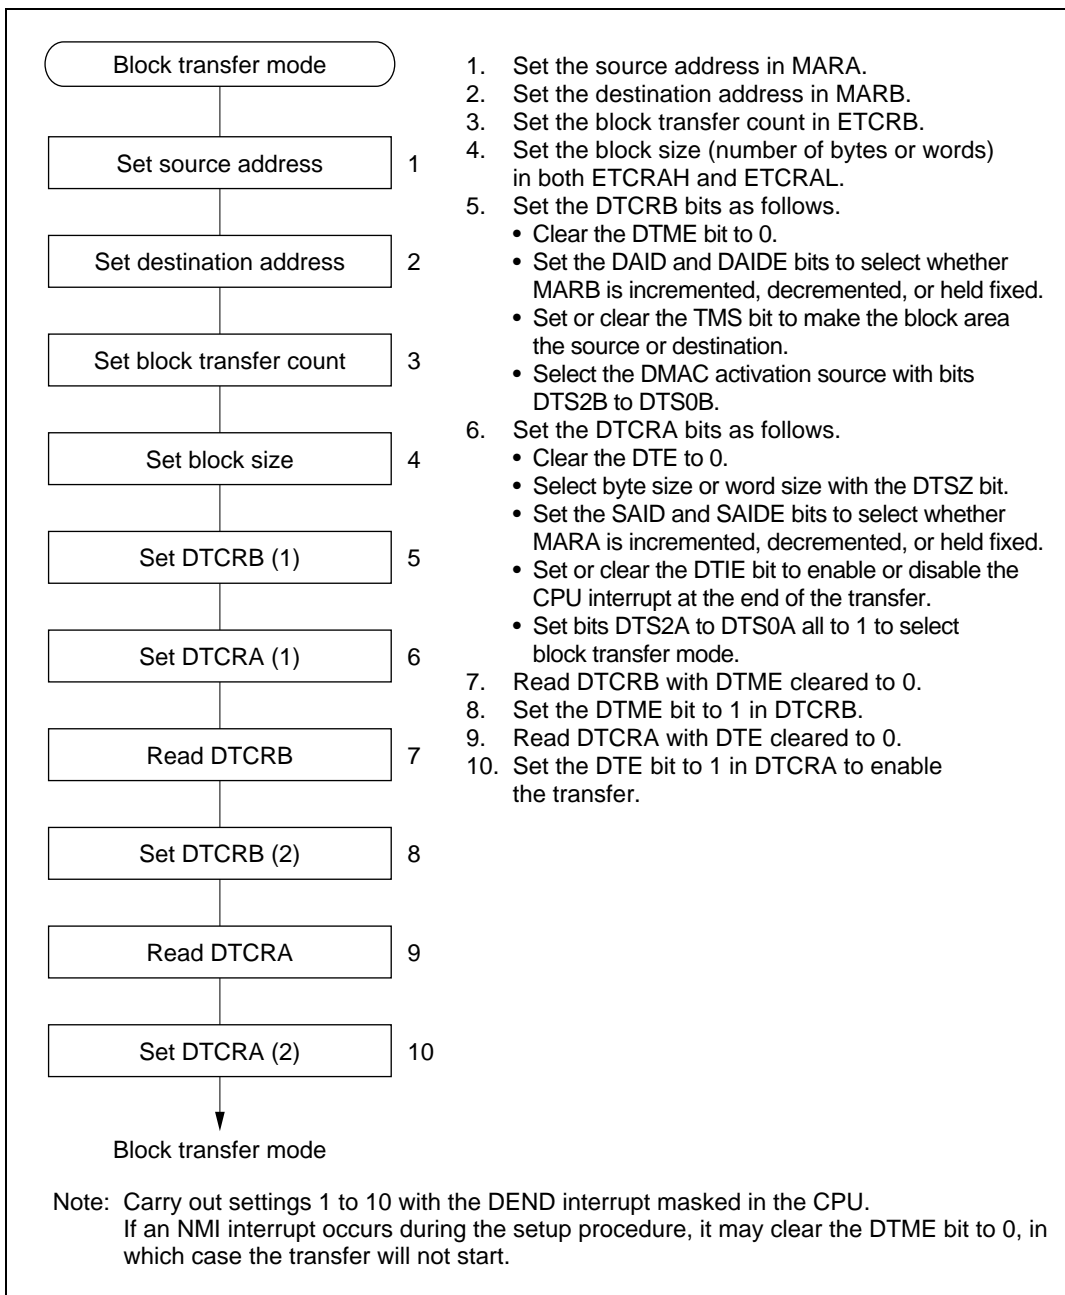 Block transfer mode
Set source address 1
Set destination address 2
Set block transfer count 3
Set block size 4
Set DTCRB (1) 5
Set DTCRA (1) 6
Read DTCRB 7
Set DTCRB (2) 8
Read DTCRA 9
Set DTCRA (2) 10
Block transfer mode
1. Set the source address in MARA.
2. Set the destination address in MARB.
3. Set the block transfer count in ETCRB.
4. Set the block size (number of bytes or words)
in both ETCRAH and ETCRAL.
5. Set the DTCRB bits as follows.
• Clear the DTME bit to 0.
• Set the DAID and DAIDE bits to select whether
MARB is incremented, decremented, or held fixed.
• Set or clear the TMS bit to make the block area
the source or destination.
• Select the DMAC activation source with bits
DTS2B to DTS0B.
6. Set the DTCRA bits as follows.
• Clear the DTE to 0.
• Select byte size or word size with the DTSZ bit.
• Set the SAID and SAIDE bits to select whether
MARA is incremented, decremented, or held fixed.
• Set or clear the DTIE bit to enable or disable the
CPU interrupt at the end of the transfer.
• Set bits DTS2A to DTS0A all to 1 to select
block transfer mode.
7. Read DTCRB with DTME cleared to 0.
8. Set the DTME bit to 1 in DTCRB.
9. Read DTCRA with DTE cleared to 0.
10. Set the DTE bit to 1 in DTCRA to enable
the transfer.
Note: Carry out settings 1 to 10 with the DEND interrupt masked in the CPU.
If an NMI interrupt occurs during the setup procedure, it may clear the DTME bit to 0, in
which case the transfer will not start.